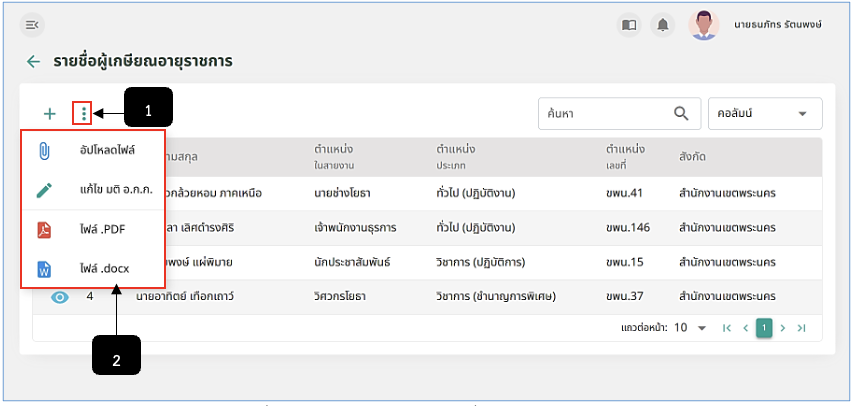 นายธนภัทร รัตนพงษ์
รายชื่อผู้เกษียณอายุราชการ
1
ค้นหา
คอลัมน์
อัปโหลดไฟล์
แก้ไข มติ อ.ก.ก.
ไฟล์ .PDF
ไฟล์ .docx
ตำแหน่ง ตำแหน่ง ตำแหน่ง
มสกุล สังกัด
ในสายงาน ประเภท เลขที่
กล้วยหอม ภาคเหนือ นายช่างโยธา ทั่วไป (ปฏิบัติงาน) ขพน.41 สำนักงานเขตพระนคร
ลา เลิศดำรงศิริ เจ้าพนักงานธุรการ ทั่วไป (ปฏิบัติงาน) ขพน.146 สำนักงานเขตพระนคร
พงษ์ แผ่พิมาย นักประชาสัมพันธ์ วิชาการ (ปฏิบัติการ) ขพน.15 สำนักงานเขตพระนคร
4 นายอาทิตย์ เทือกเถาว์ วิศวกรโยธา วิชาการ (ชำนาญการพิเศษ) ขพน.37 สำนักงานเขตพระนคร
แถวต่อหน้า: 10 1
2